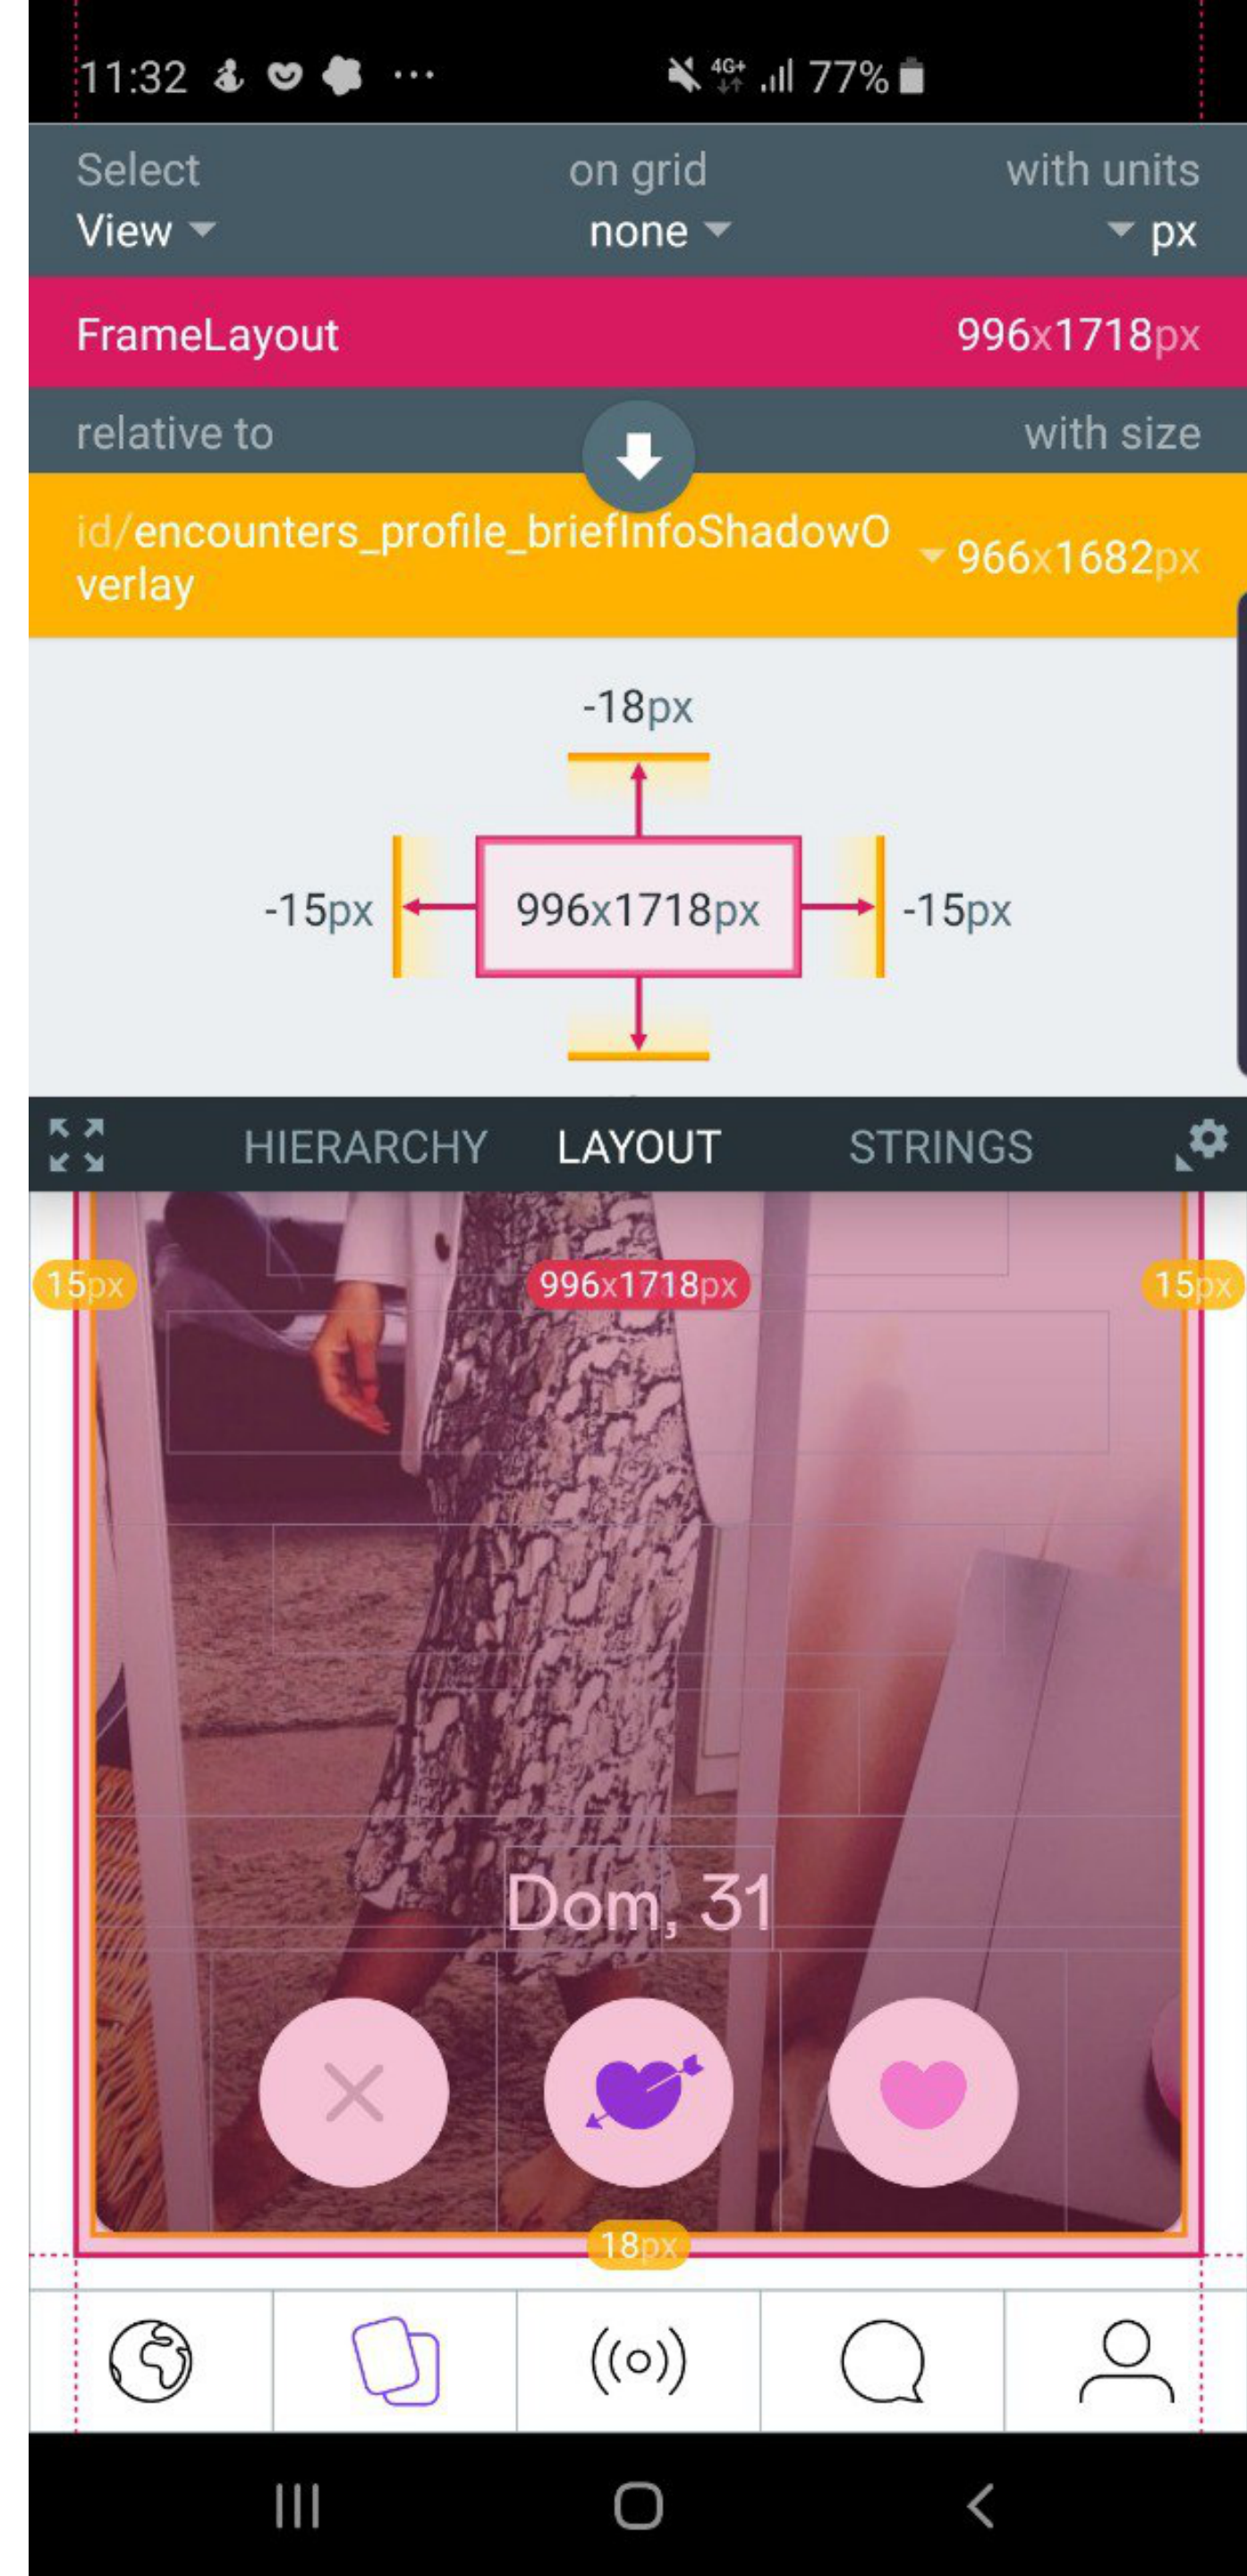 11:32 ... 4G+ 77%
Select on grid with units
View none px
FrameLayout 996x1718px
relative to with size
id/encounters_profile_briefInfoShadowO
verlay
966x1682px
-18px
-15px 996x1718px -15px
HIERARCHY LAYOUT STRINGS
15px 996x1718px 15px
Dom, 31
18px